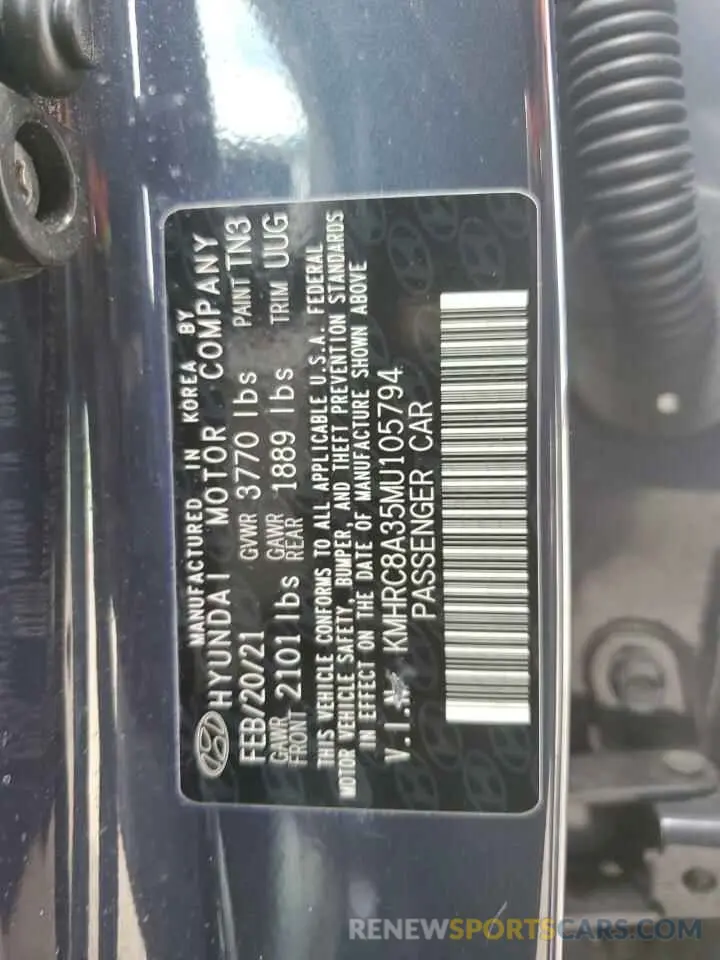 MANUFACTURED IN KOREA BY
HYUNDAI MOTOR COMPANY
FEB/20/21 GVWR 3770 lbs PAINT TN3
GAWR FRONT 2101 lbs GAWR REAR 1889 lbs TRIM UUG
THIS VEHICLE CONFORMS TO ALL APPLICABLE U.S.A. FEDERAL
MOTOR VEHICLE SAFETY, BUMPER, AND THEFT PREVENTION STANDARDS
IN EFFECT ON THE DATE OF MANUFACTURE SHOWN ABOVE
V.I.N KMHRC8A35MU105794
PASSENGER CAR
RENEWSPORTSCARS.COM